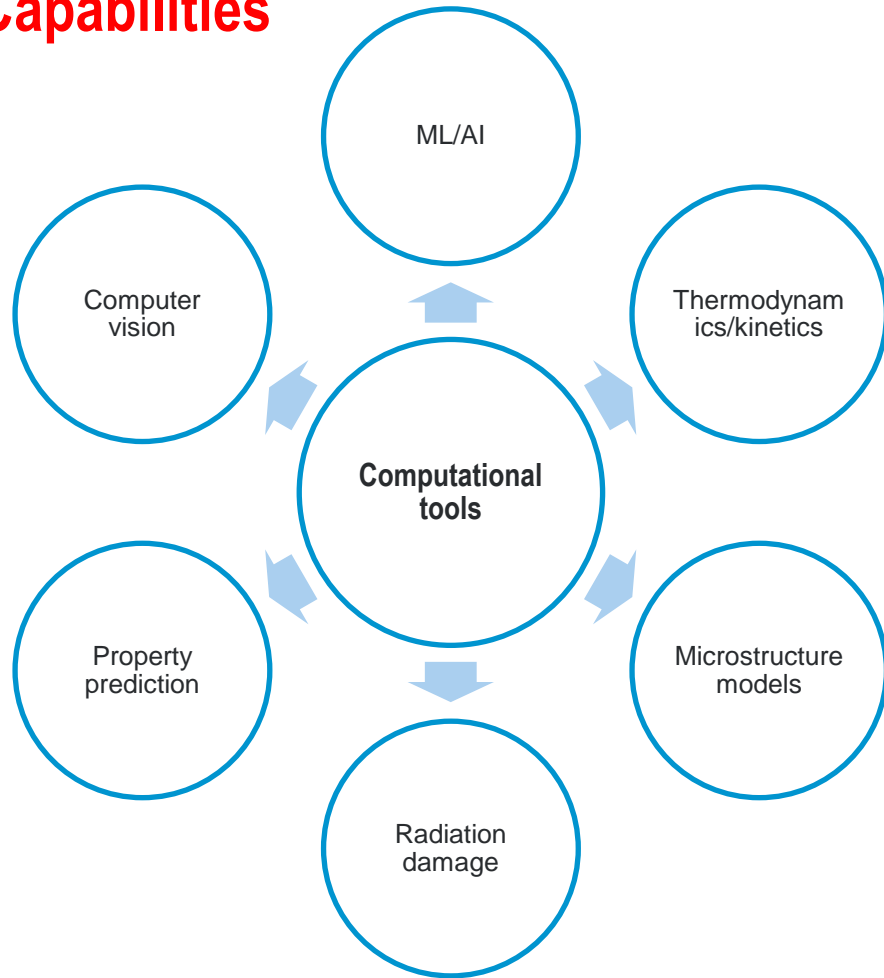 Capabilities
ML/AI
Computer
vision
Thermodynam
ics/kinetics
Computational
tools
Property
prediction
Microstructure
models
Radiation
damage